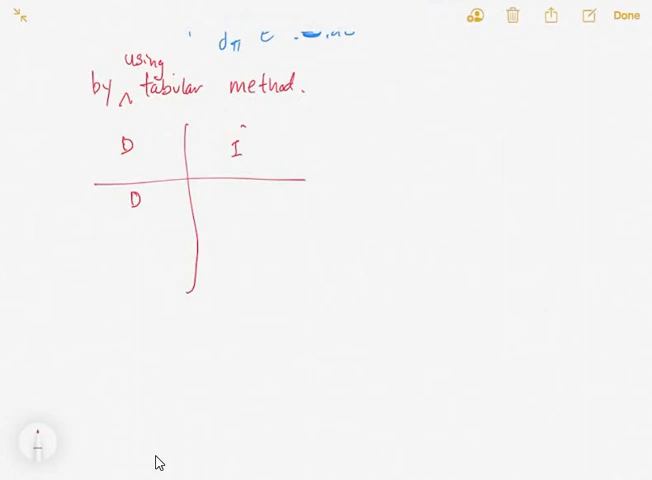 Done
using
by ^ tabular method.
D I
D